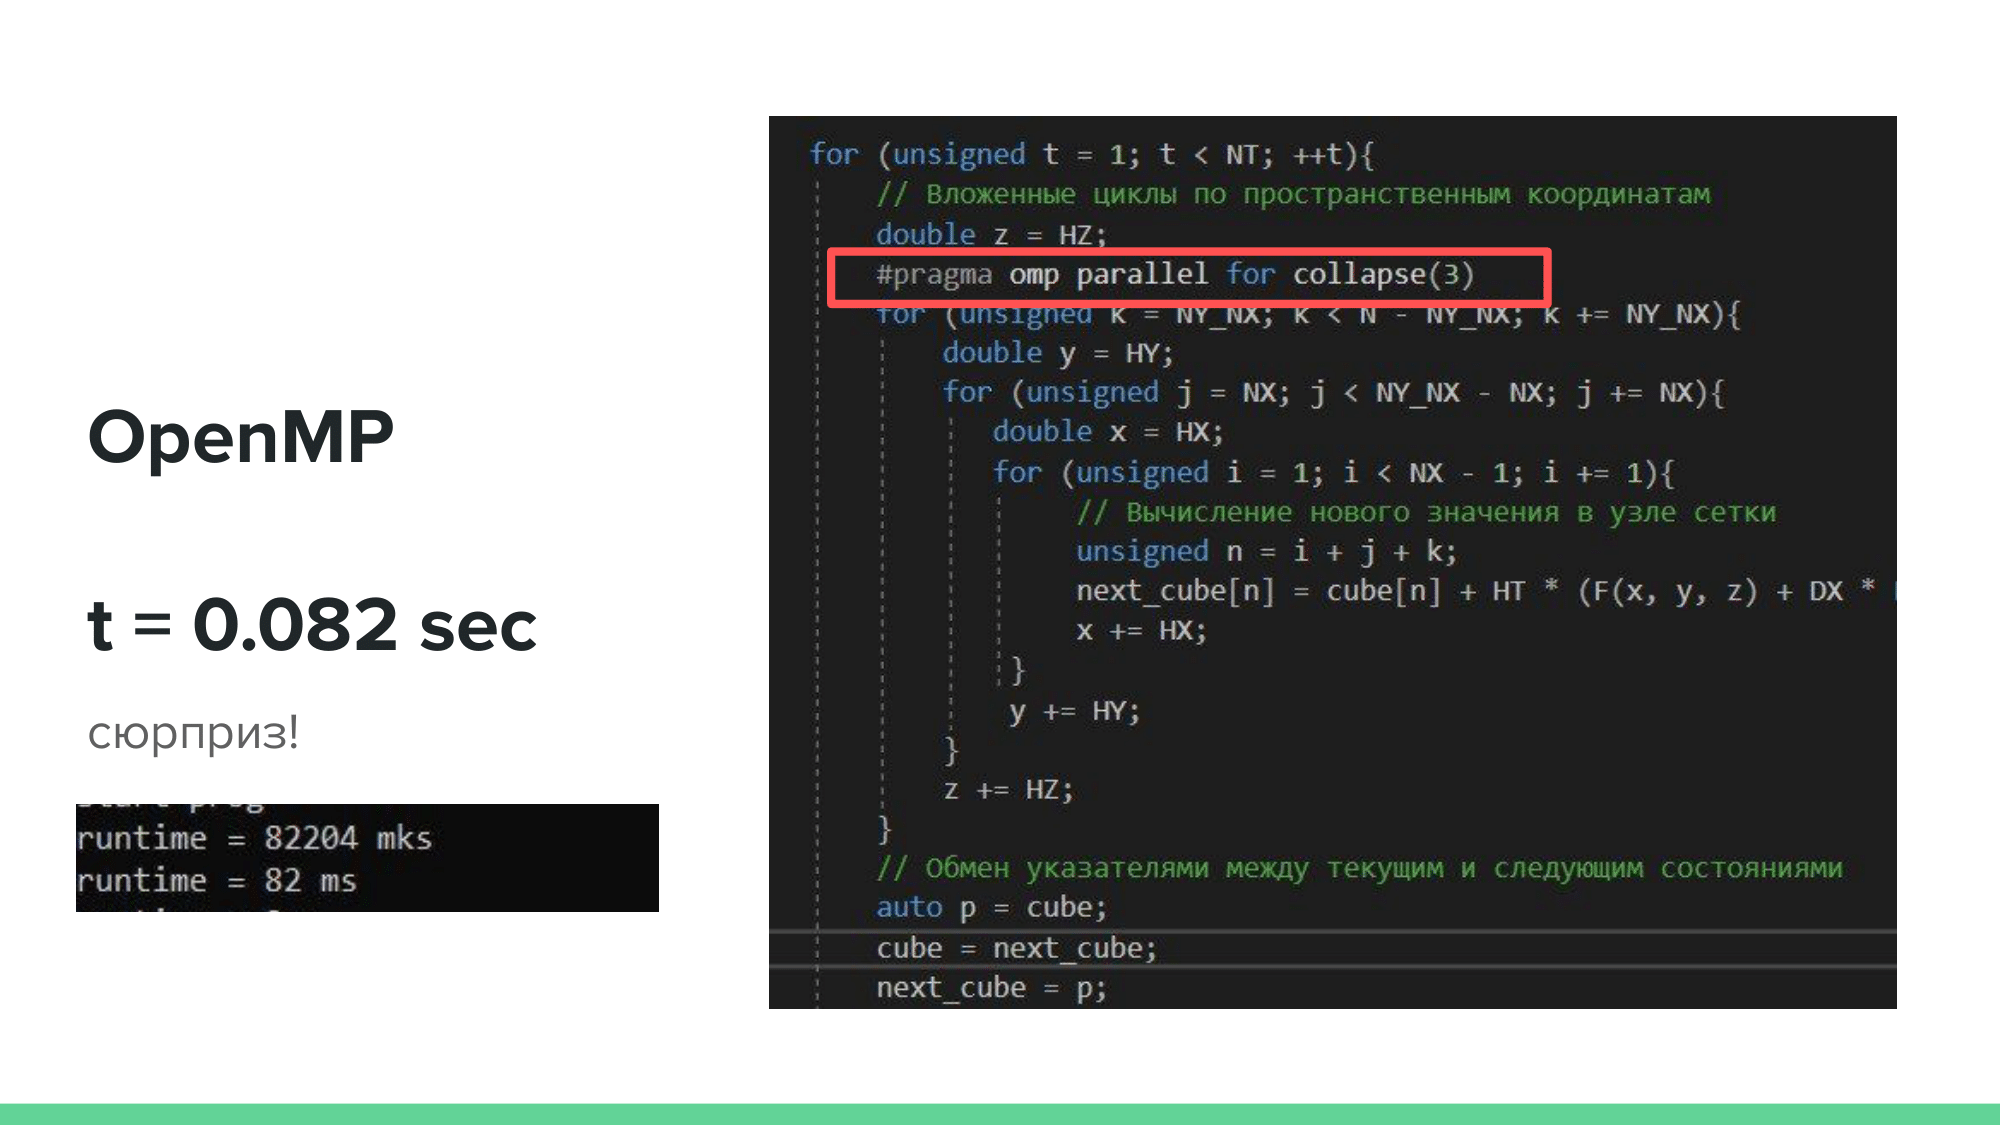 OpenMP
t = 0.082 sec
сюрприз!
runtime = 82204 mks
runtime = 82 ms
for (unsigned t = 1; t < NT; ++t){
// Вложенные циклы по пространственным координатам
double z = HZ;
#pragma omp parallel for collapse(3)
for (unsigned k = NY_NX; k < N - NY_NX; k += NY_NX){
double y = HY;
for (unsigned j = NX; j < NY_NX - NX; j += NX){
double x = HX;
for (unsigned i = 1; i < NX - 1; i += 1){
// Вычисление нового значения в узле сетки
unsigned n = i + j + k;
next_cube[n] = cube[n] + HT * (F(x, y, z) + DX *
x += HX;
}
y += HY;
}
z += HZ;
}
// Обмен указателями между текущим и следующим состояниями
auto p = cube;
cube = next_cube;
next_cube = p;